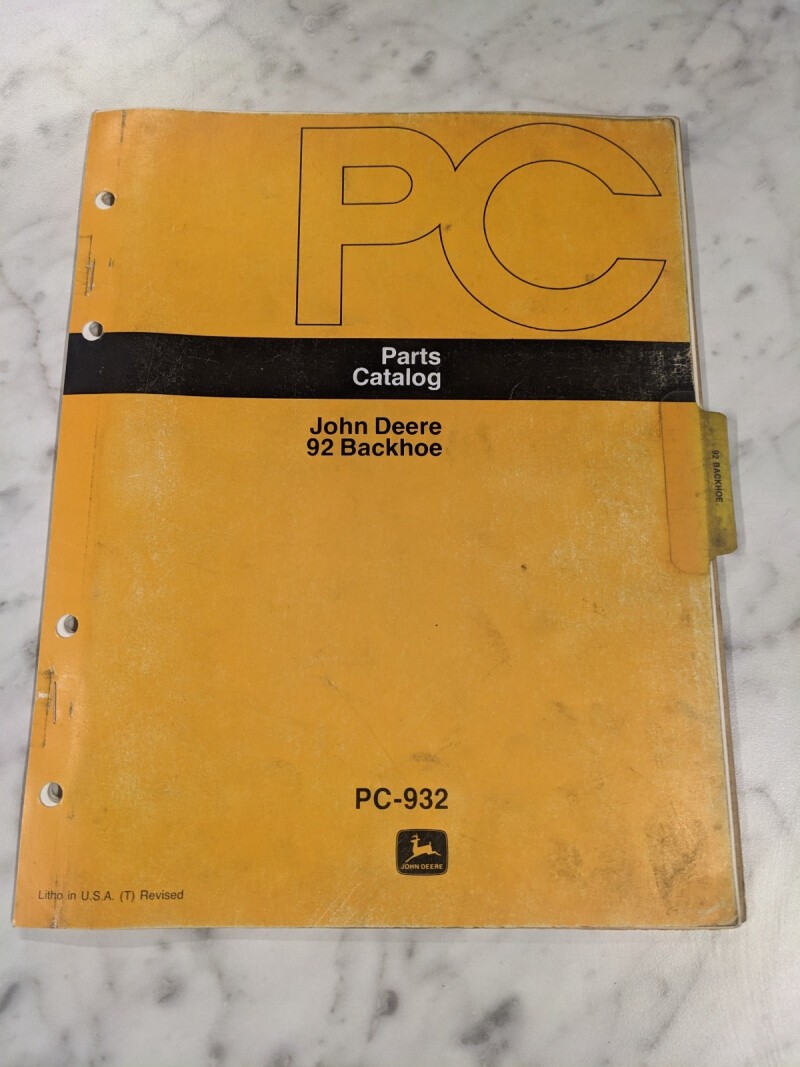 PC
Parts
Catalog
John Deere
92 Backhoe
92 BACKHOE
PC-932
JOHN DEERE
Litho in U.S.A. (T) Revised